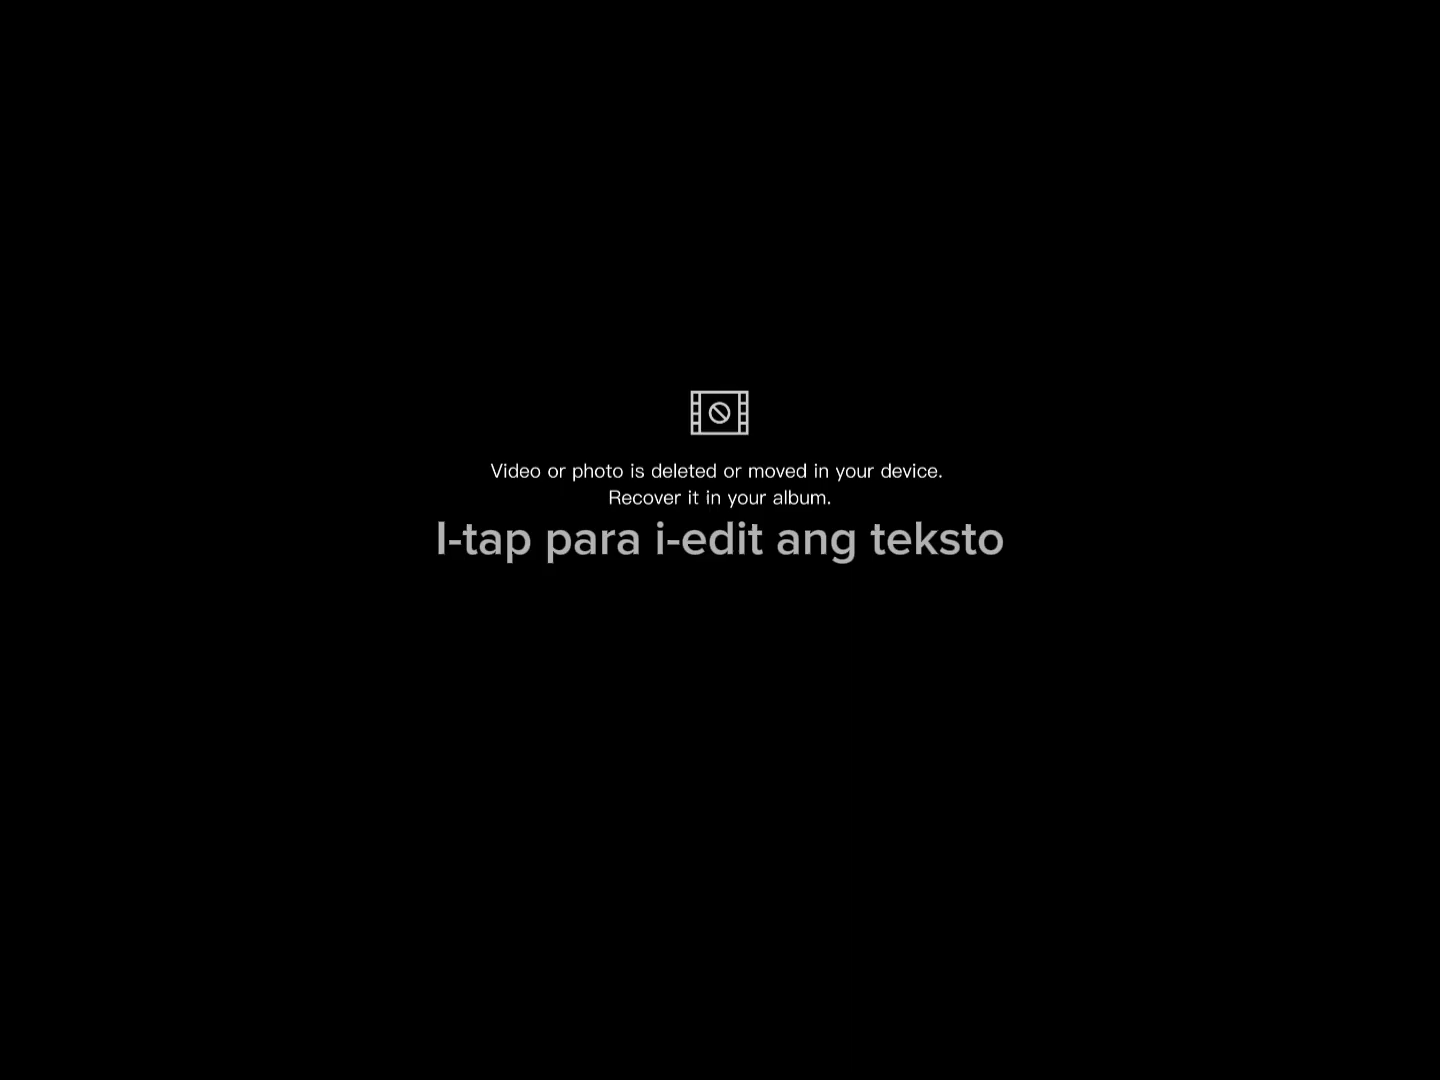 Video or photo is deleted or moved in your device.
Recover it in your album.
I-tap para i-edit ang teksto